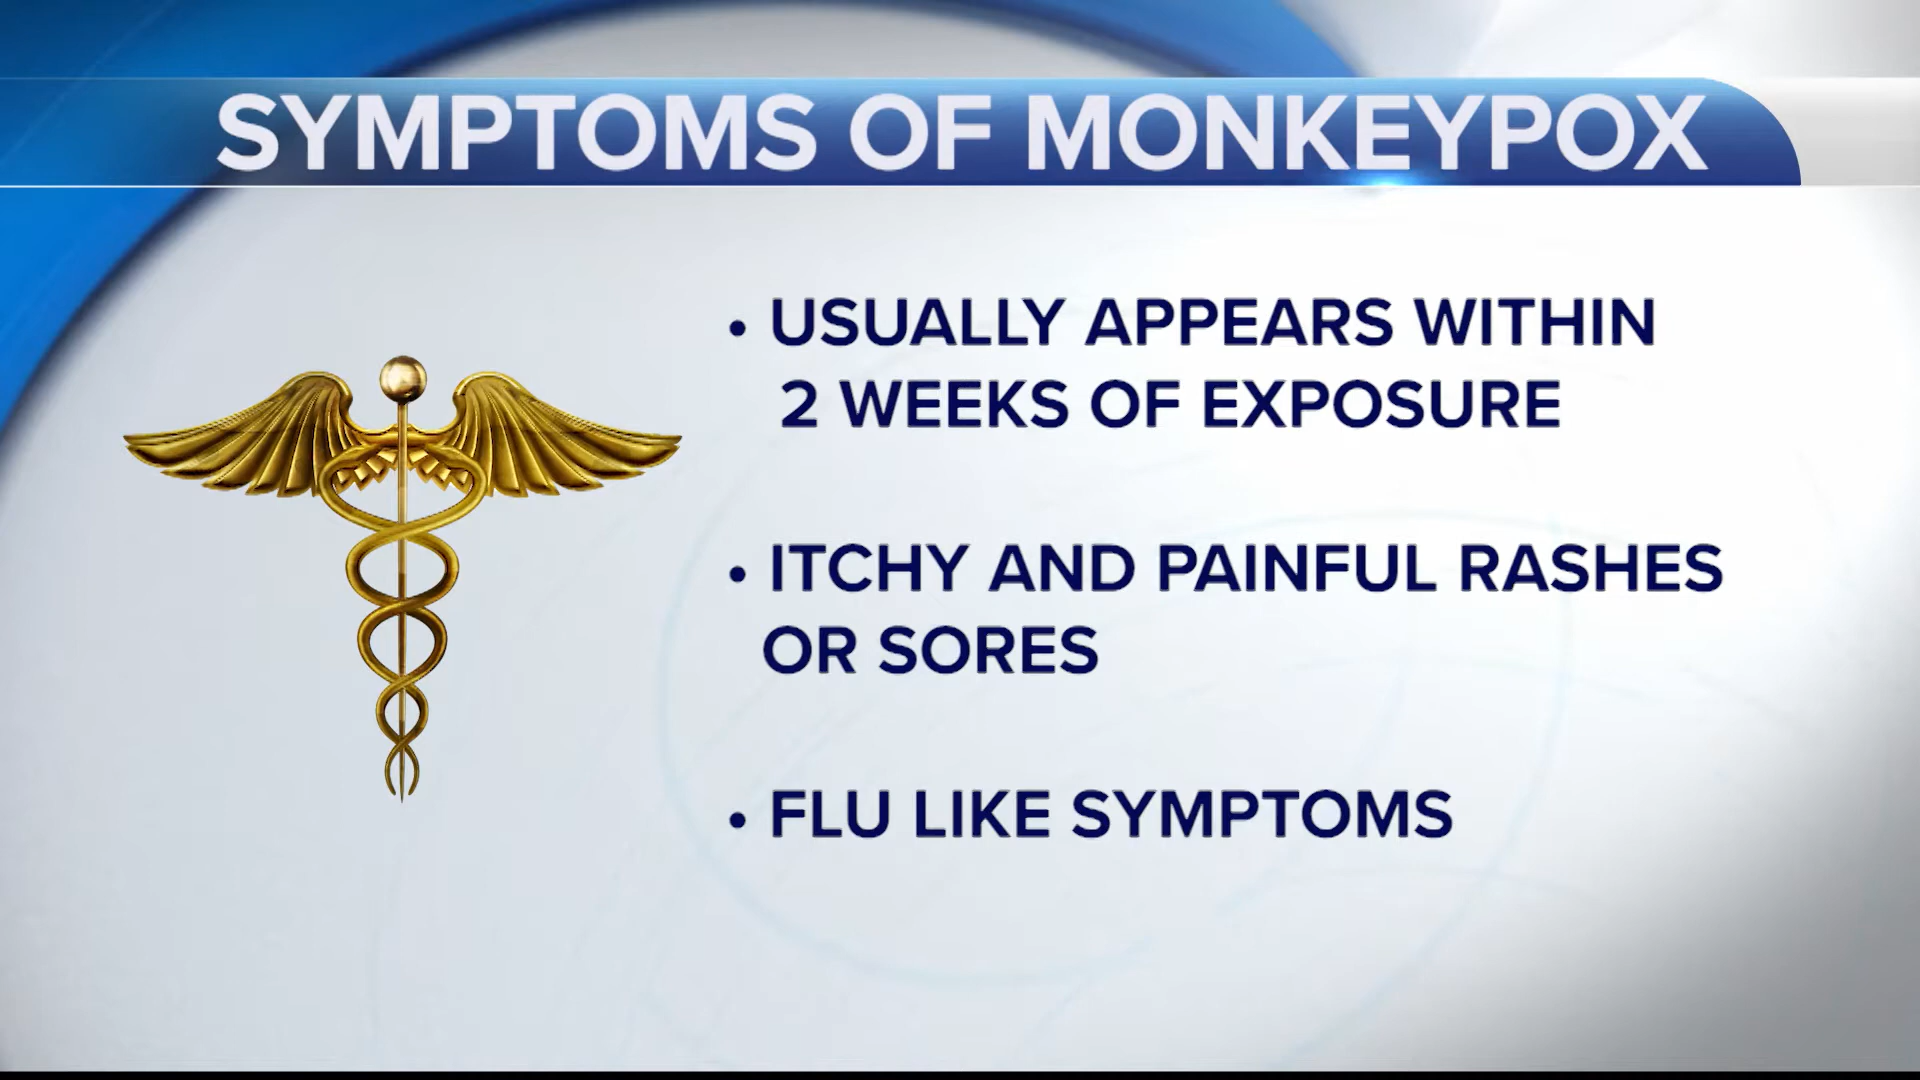 SYMPTOMS OF MONKEYPOX
• USUALLY APPEARS WITHIN
2 WEEKS OF EXPOSURE
• ITCHY AND PAINFUL RASHES
OR SORES
• FLU LIKE SYMPTOMS